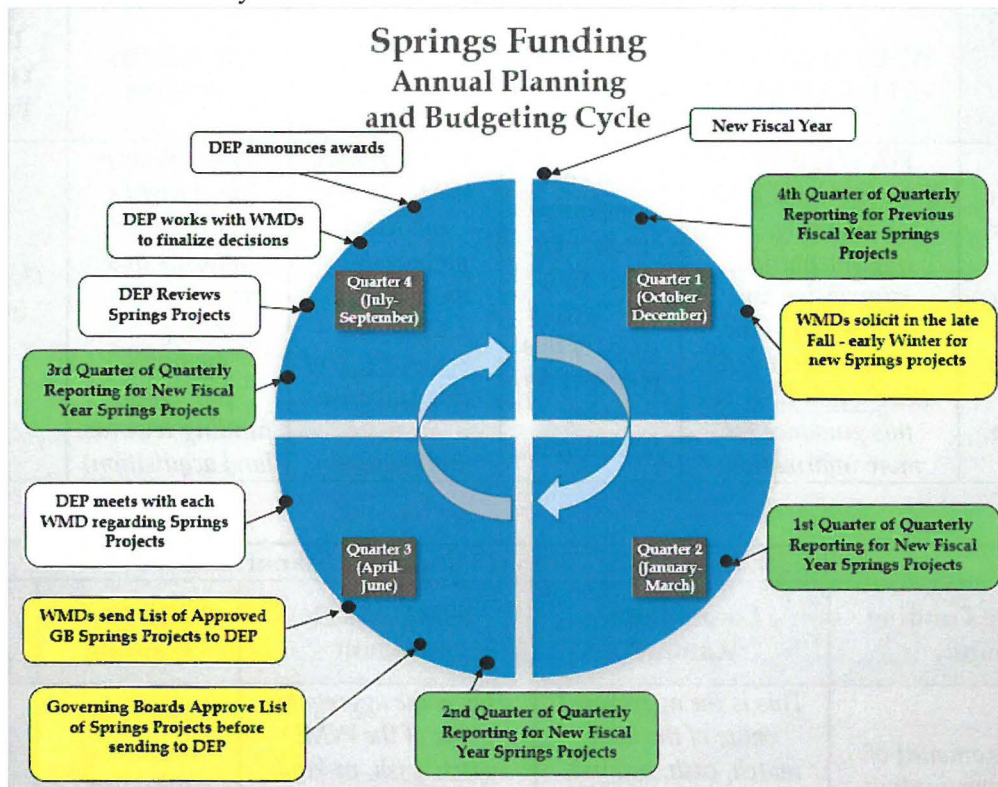 Springs Funding
Annual Planning
and Budgeting Cycle
New Fiscal Year
4th Quarter of Quarterly
Reporting for Previous
Fiscal Year Springs
Projects
Quarter 1
(October-
December)
WMDs solicit in the late
Fall - early Winter for
new Springs projects
1st Quarter of Quarterly
Reporting for New Fiscal
Year Springs Projects
Quarter 2
(January-
March)
2nd Quarter of Quarterly
Reporting for New Fiscal
Year Springs Projects
Governing Boards Approve List
of Springs Projects before
sending to DEP
WMDs send List of Approved
GB Springs Projects to DEP
Quarter 3
(April-
June)
DEP meets with each
WMD regarding Springs
Projects
3rd Quarter of Quarterly
Reporting for New Fiscal
Year Springs Projects
DEP Reviews
Springs Projects
Quarter 4
(July-
September)
DEP works with WMDs
to finalize decisions
DEP announces awards